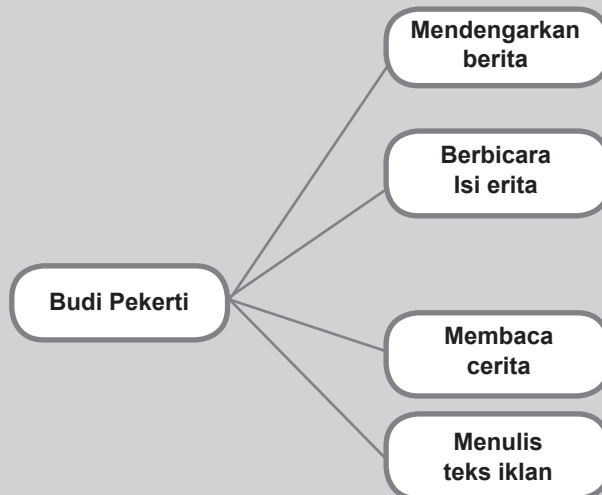 Mendengarkan
berita
Berbicara
Isi erita
Budi Pekerti
Membaca
cerita
Menulis
teks iklan